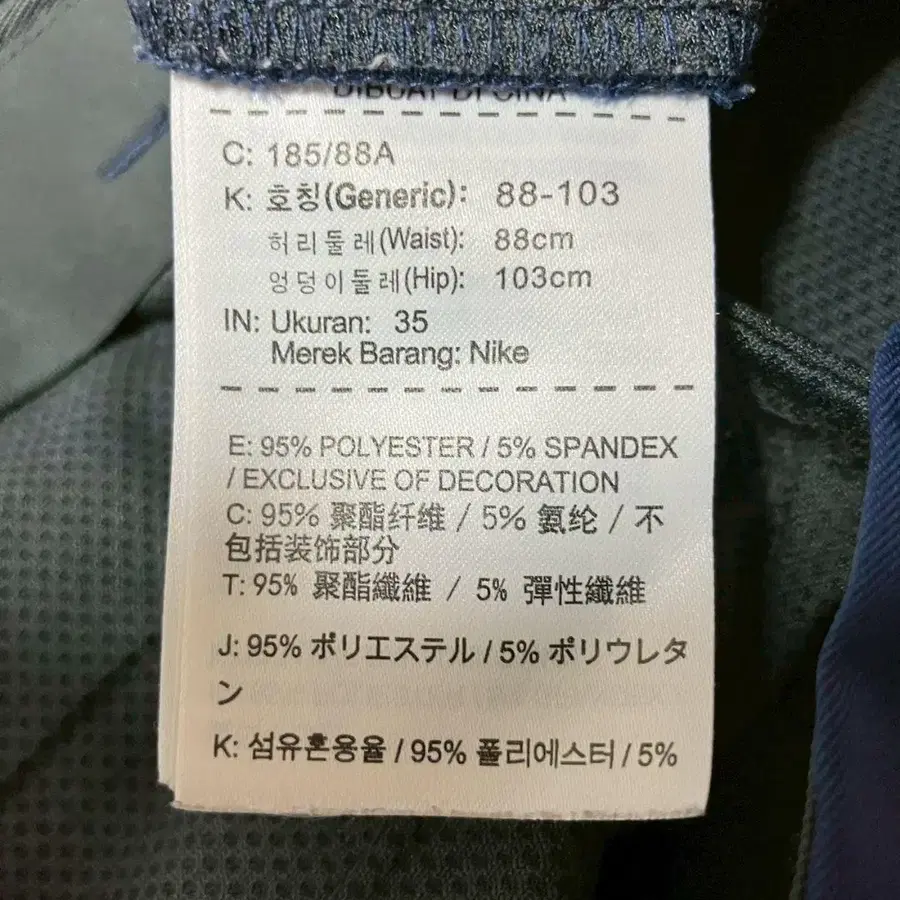 DIBUAT DI CINA
C: 185/88A
K: 호칭(Generic): 88-103
허리둘레(Waist): 88cm
엉덩이둘레(Hip): 103cm
IN: Ukuran: 35
Merek Barang: Nike
E: 95% POLYESTER / 5% SPANDEX
/ EXCLUSIVE OF DECORATION
C: 95% 聚酯纤维 / 5% 氨纶 / 不
包括装饰部分
T: 95% 聚酯纖維 / 5% 彈性纖維
J: 95% ポリエステル / 5% ポリウレタ
ン
K: 섬유혼용율 / 95% 폴리에스터 / 5%